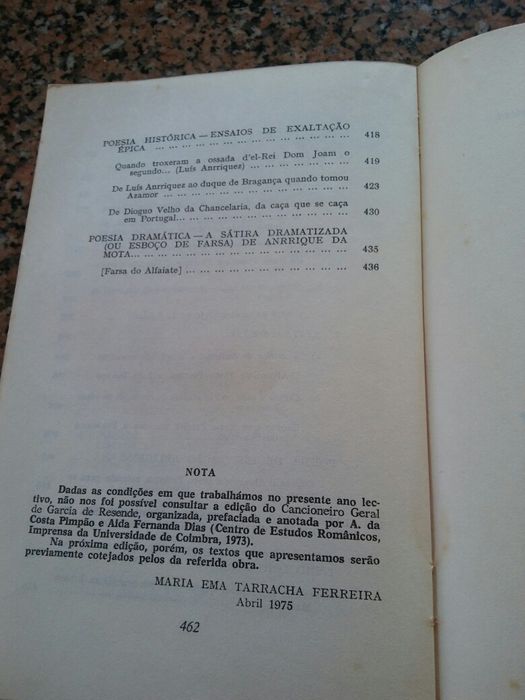 POESIA HISTÓRICA — ENSAIOS DE EXALTAÇÃO
ÉPICA ... ... ... ... ... ... ... ... ... ... ... ... ... ... 418
Quando troxeram a ossada d'el-Rei Dom Joam o
segundo... (Luís Anrriquez) ... ... ... ... ... ... ... 419
De Luís Anrriquez ao duque de Bragança quando tomou
Azamor ... ... ... ... ... ... ... ... ... ... ... ... ... 423
De Dioguo Velho da Chancelaria, da caça que se caça
em Portugal... ... ... ... ... ... ... ... ... ... ... ... 430
POESIA DRAMÁTICA — A SÁTIRA DRAMATIZADA
(OU ESBOÇO DE FARSA) DE ANRRIQUE DA
MOTA... ... ... ... ... ... ... ... ... ... ... ... ... ... 435
[Farsa do Alfaiate] ... ... ... ... ... ... ... ... ... ... ... 436
NOTA
Dadas as condições em que trabalhámos no presente ano lec-
tivo, não nos foi possível consultar a edição do Cancioneiro Geral
de Garcia de Resende, organizada, prefaciada e anotada por A. da
Costa Pimpão e Aida Fernanda Dias (Centro de Estudos Românicos,
Imprensa da Universidade de Coimbra, 1973).
Na próxima edição, porém, os textos que apresentamos serão
previamente cotejados pelos da referida obra.
MARIA EMA TARRACHA FERREIRA
Abril 1975
462